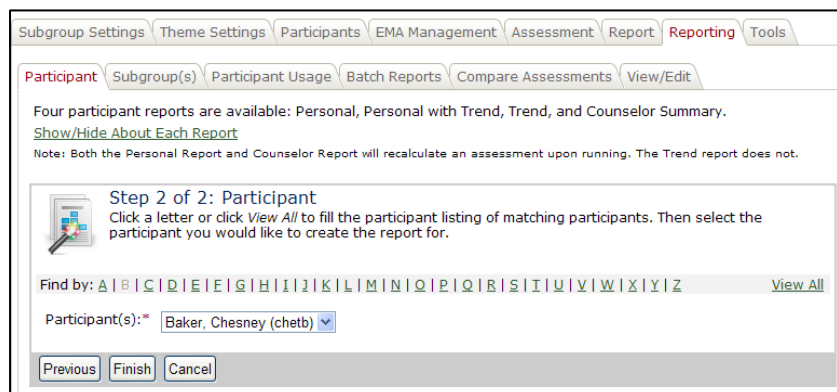 Subgroup Settings Theme Settings Participants EMA Management Assessment Report Reporting Tools
Participant Subgroup(s) Participant Usage Batch Reports Compare Assessments View/Edit
Four participant reports are available: Personal, Personal with Trend, Trend, and Counselor Summary.
Show/Hide About Each Report
Note: Both the Personal Report and Counselor Report will recalculate an assessment upon running. The Trend report does not.
Step 2 of 2: Participant
Click a letter or click View All to fill the participant listing of matching participants. Then select the
participant you would like to create the report for.
Find by: A | B | C | D | E | F | G | H | I | J | K | L | M | N | O | P | Q | R | S | T | U | V | W | X | Y | Z View All
Participant(s):* Baker, Chesney (chetb)
Previous Finish Cancel